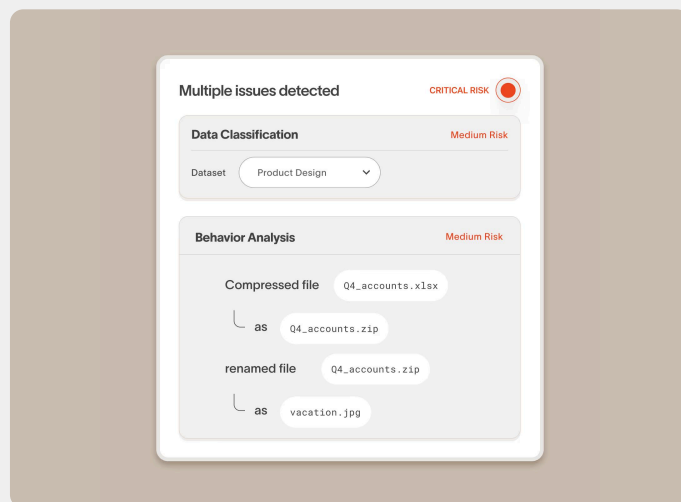 Multiple issues detected CRITICAL RISK
Data Classification Medium Risk
Dataset Product Design
Behavior Analysis Medium Risk
Compressed file Q4_accounts.xlsx
as Q4_accounts.zip
renamed file Q4_accounts.zip
as vacation.jpg